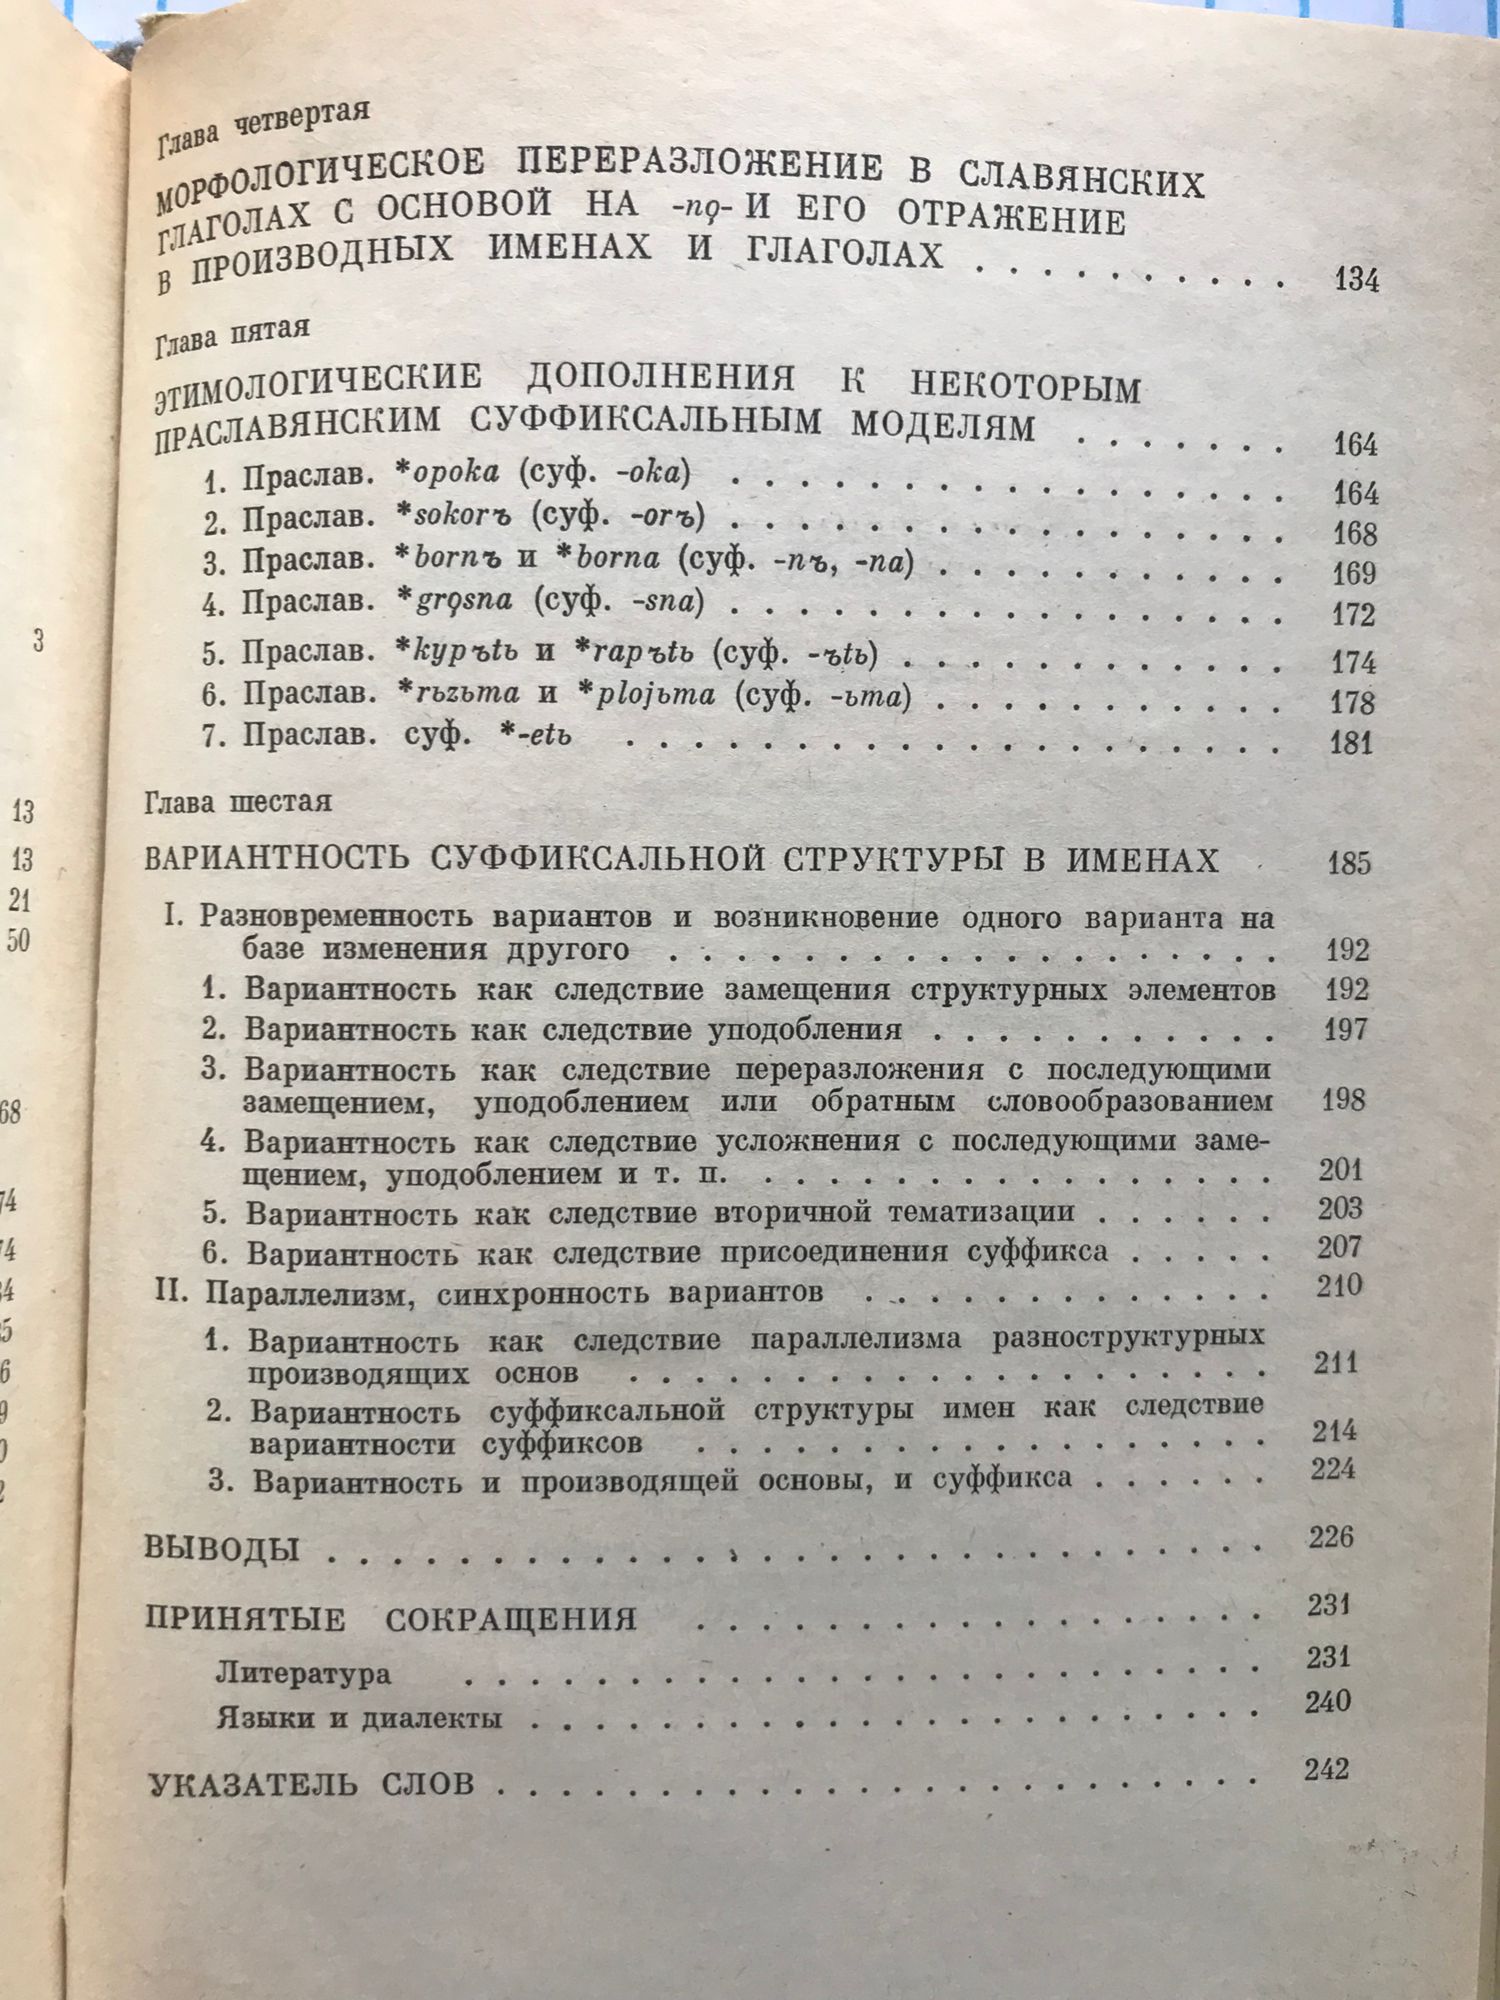 Глава четвертая
МОРФОЛОГИЧЕСКОЕ ПЕРЕРАЗЛОЖЕНИЕ В СЛАВЯНСКИХ
ГЛАГОЛАХ С ОСНОВОЙ НА -nǫ- И ЕГО ОТРАЖЕНИЕ
В ПРОИЗВОДНЫХ ИМЕНАХ И ГЛАГОЛАХ . . . . . . . . . . 134
Глава пятая
ЭТИМОЛОГИЧЕСКИЕ ДОПОЛНЕНИЯ К НЕКОТОРЫМ
ПРАСЛАВЯНСКИМ СУФФИКСАЛЬНЫМ МОДЕЛЯМ . . . . . . . 164
1. Праслав. *opoka (суф. -oka) . . . . . . . . . . . . . . . . . 164
2. Праслав. *sokorъ (суф. -orъ) . . . . . . . . . . . . . . . . . 168
3. Праслав. *bornъ и *borna (суф. -nъ, -na) . . . . . . . . . . . 169
4. Праслав. *grǫsna (суф. -sna) . . . . . . . . . . . . . . . . . 172
5. Праслав. *kypъtь и *rapъtь (суф. -ъtь) . . . . . . . . . . . . 174
6. Праслав. *rьzьma и *plojьma (суф. -ьma) . . . . . . . . . . . 178
7. Праслав. суф. *-etь . . . . . . . . . . . . . . . . . . . . 181
Глава шестая
ВАРИАНТНОСТЬ СУФФИКСАЛЬНОЙ СТРУКТУРЫ В ИМЕНАХ . 185
I. Разновременность вариантов и возникновение одного варианта на
базе изменения другого . . . . . . . . . . . . . . . . . . . 192
1. Вариантность как следствие замещения структурных элементов 192
2. Вариантность как следствие уподобления . . . . . . . . . . . 197
3. Вариантность как следствие переразложения с последующими
замещением, уподоблением или обратным словообразованием 198
4. Вариантность как следствие усложнения с последующими заме-
щением, уподоблением и т. п. . . . . . . . . . . . . . . . . 201
5. Вариантность как следствие вторичной тематизации . . . . . . 203
6. Вариантность как следствие присоединения суффикса . . . . . 207
II. Параллелизм, синхронность вариантов . . . . . . . . . . . . . 210
1. Вариантность как следствие параллелизма разноструктурных
производящих основ . . . . . . . . . . . . . . . . . . . . 211
2. Вариантность суффиксальной структуры имен как следствие
вариантности суффиксов . . . . . . . . . . . . . . . . . . 214
3. Вариантность и производящей основы, и суффикса . . . . . . 224
ВЫВОДЫ . . . . . . . . . . . . . . . . . . . . . . . . . . . . . 226
ПРИНЯТЫЕ СОКРАЩЕНИЯ . . . . . . . . . . . . . . . . . . 231
Литература . . . . . . . . . . . . . . . . . . . . . . . . . 231
Языки и диалекты . . . . . . . . . . . . . . . . . . . . . . . 240
УКАЗАТЕЛЬ СЛОВ . . . . . . . . . . . . . . . . . . . . . . . . 242
3
13
13
21
50